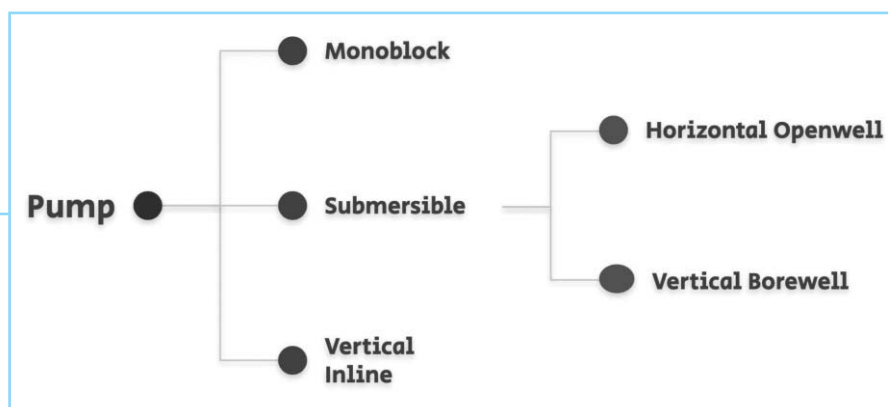 Pump
Monoblock
Submersible
Vertical
Inline
Horizontal Openwell
Vertical Borewell